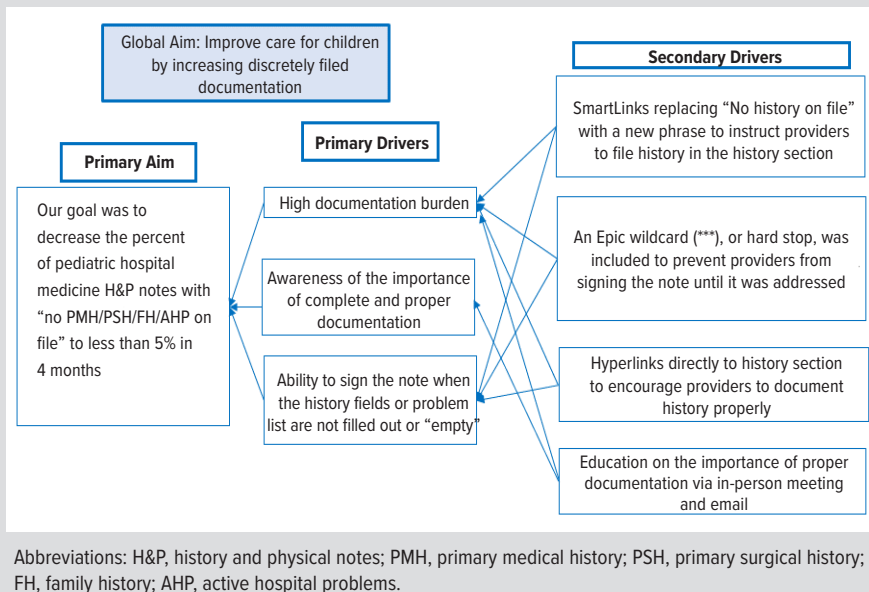 Global Aim: Improve care for children
by increasing discretely filed
documentation
Primary Aim
Our goal was to
decrease the percent
of pediatric hospital
medicine H&P notes with
“no PMH/PSH/FH/AHP on
file” to less than 5% in
4 months
Primary Drivers
High documentation burden
Awareness of the importance
of complete and proper
documentation
Ability to sign the note when
the history fields or problem
list are not filled out or “empty”
Secondary Drivers
SmartLinks replacing “No history on file”
with a new phrase to instruct providers
to file history in the history section
An Epic wildcard (***), or hard stop, was
included to prevent providers from
signing the note until it was addressed
Hyperlinks directly to history section
to encourage providers to document
history properly
Education on the importance of proper
documentation via in-person meeting
and email
Abbreviations: H&P, history and physical notes; PMH, primary medical history; PSH, primary surgical history;
FH, family history; AHP, active hospital problems.